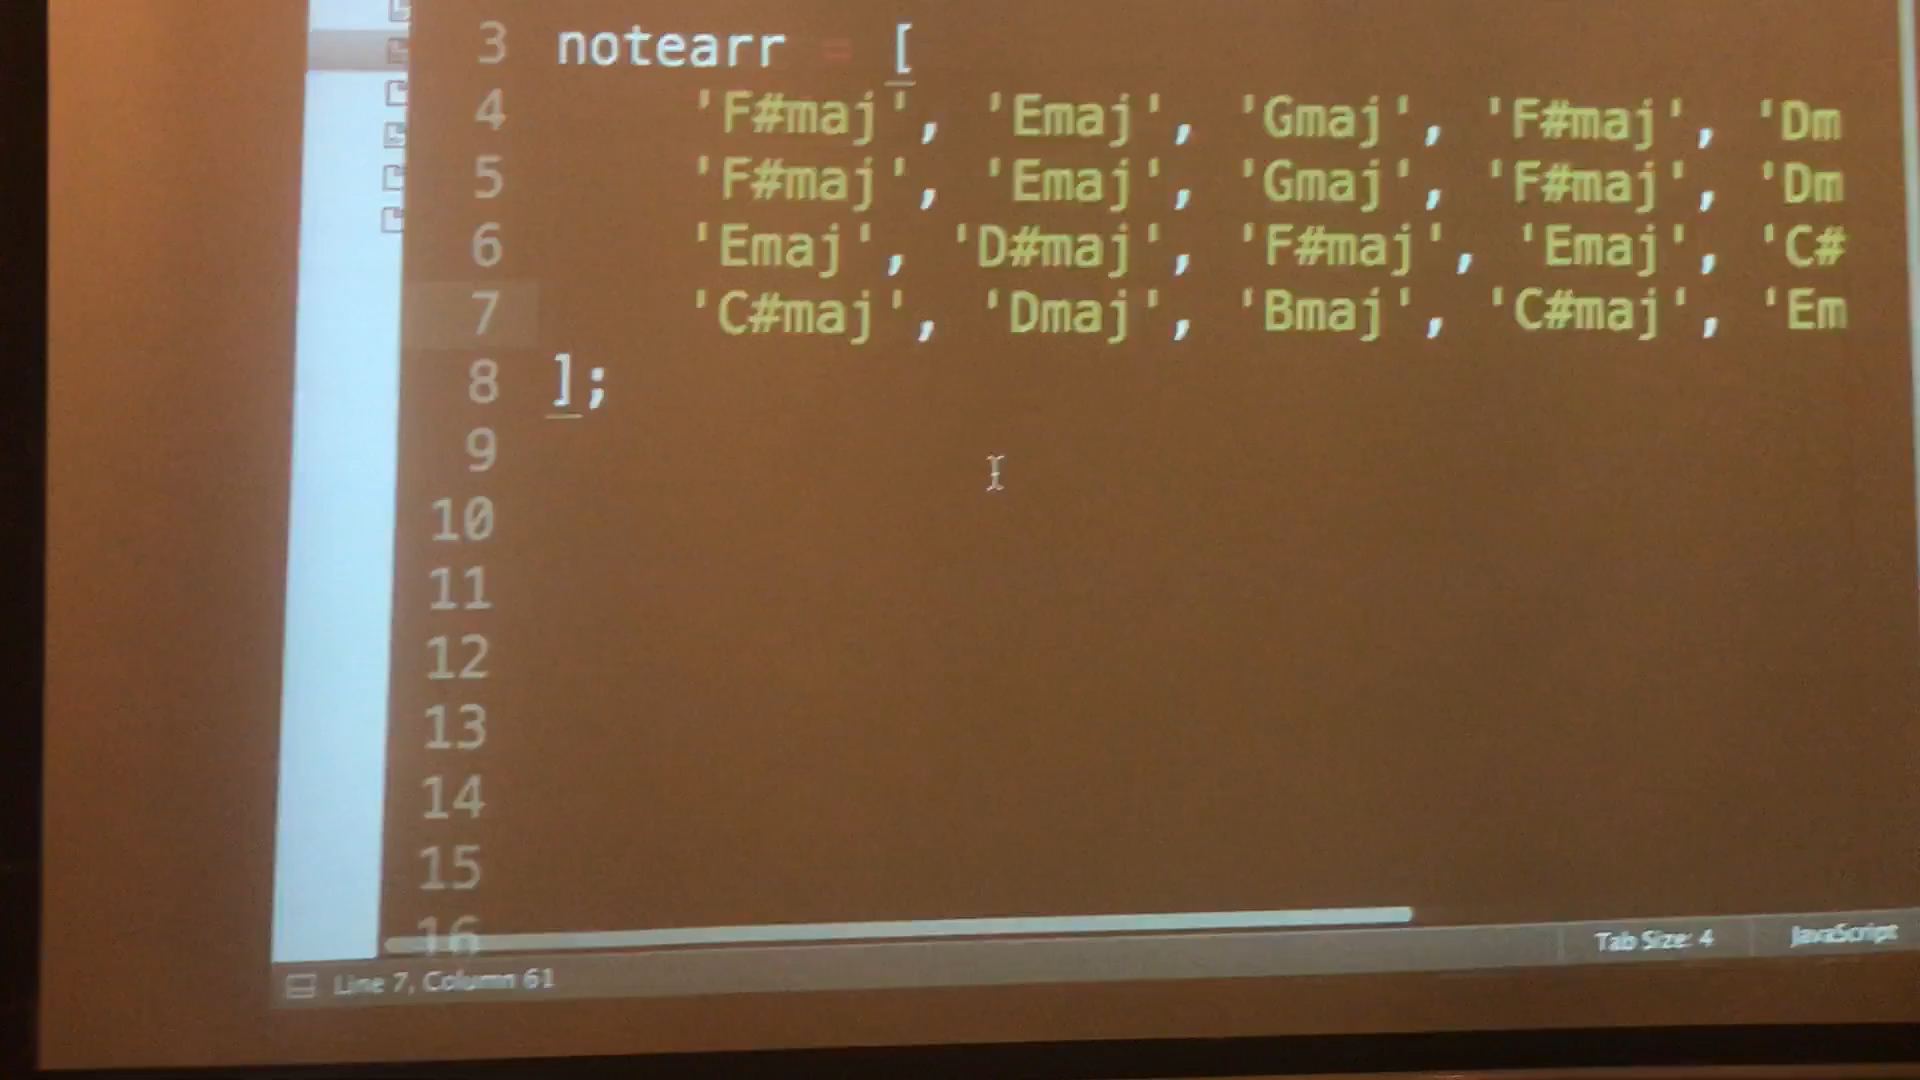 3 notearr = [
4 'F#maj', 'Emaj', 'Gmaj', 'F#maj', 'Dm
5 'F#maj', 'Emaj', 'Gmaj', 'F#maj', 'Dm
6 'Emaj', 'D#maj', 'F#maj', 'Emaj', 'C#
7 'C#maj', 'Dmaj', 'Bmaj', 'C#maj', 'Em
8 ];
9
10
11
12
13
14
15
16
Line 7, Column 61 Tab Size: 4 JavaScript